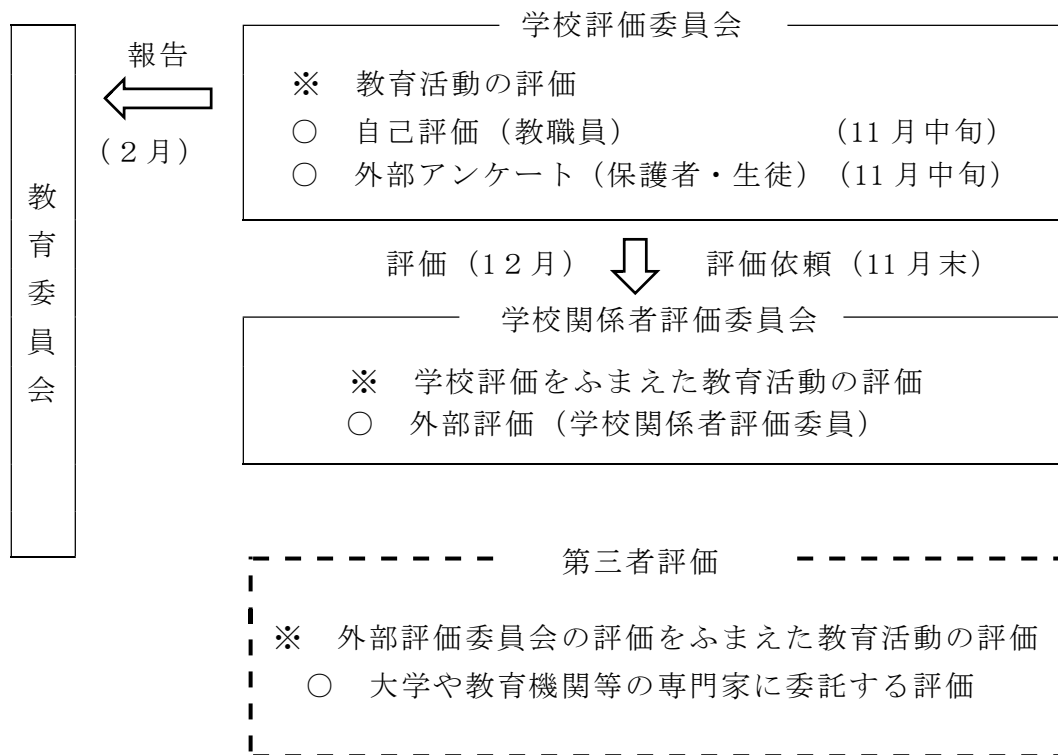 学校評価委員会
報告
※　教育活動の評価
○　自己評価（教職員）　（11月中旬）
（２月）
○　外部アンケート（保護者・生徒）（11月中旬）
教育委員会
評価（1２月）　評価依頼（11月末）
学校関係者評価委員会
※　学校評価をふまえた教育活動の評価
○　外部評価（学校関係者評価委員）
第三者評価
※　外部評価委員会の評価をふまえた教育活動の評価
○　大学や教育機関等の専門家に委託する評価